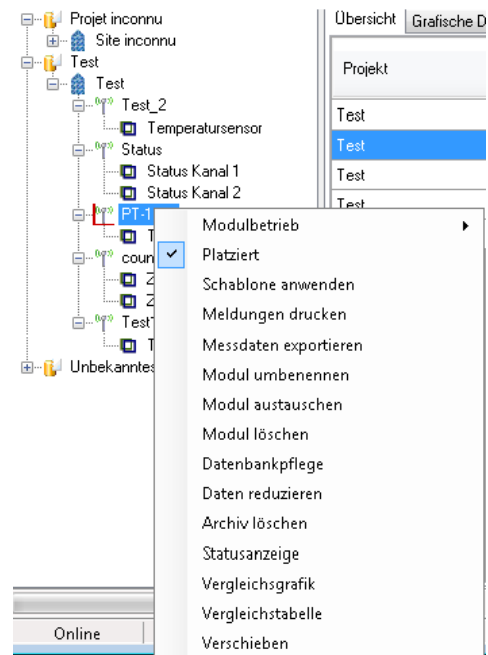 Projet inconnu
Site inconnu
Test
Test
Test_2
Temperatursensor
Status
Status Kanal 1
Status Kanal 2
PT-1
T
coun
Z
Z
Test
T
Unbekanntes
Übersicht Grafische D
Projekt
Test
Test
Test
Test
Modulbetrieb
Platziert
Schablone anwenden
Meldungen drucken
Messdaten exportieren
Modul umbenennen
Modul austauschen
Modul löschen
Datenbankpflege
Daten reduzieren
Archiv löschen
Statusanzeige
Vergleichsgrafik
Vergleichstabelle
Verschieben
Online